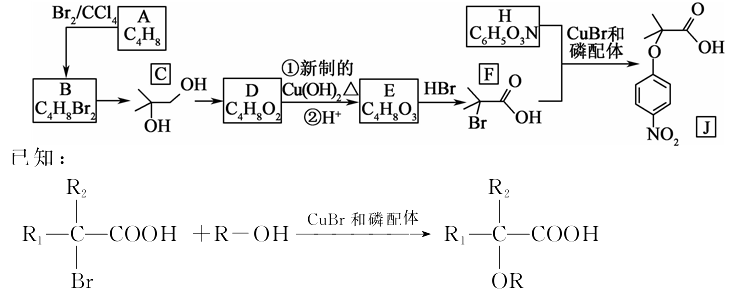 Br₂/CCl₄
A
C₄H₈
B
C₄H₈Br₂
C
OH
OH
D
C₄H₈O₂
①新制的
Cu(OH)₂△
②H⁺
E
C₄H₈O₃
HBr
F
O
Br
OH
H
C₆H₅O₃N
CuBr和
磷配体
O
OH
O
NO₂
J
已知：
R₂
R₁—C—COOH +R—OH
Br
CuBr 和磷配体
R₂
R₁—C—COOH
OR